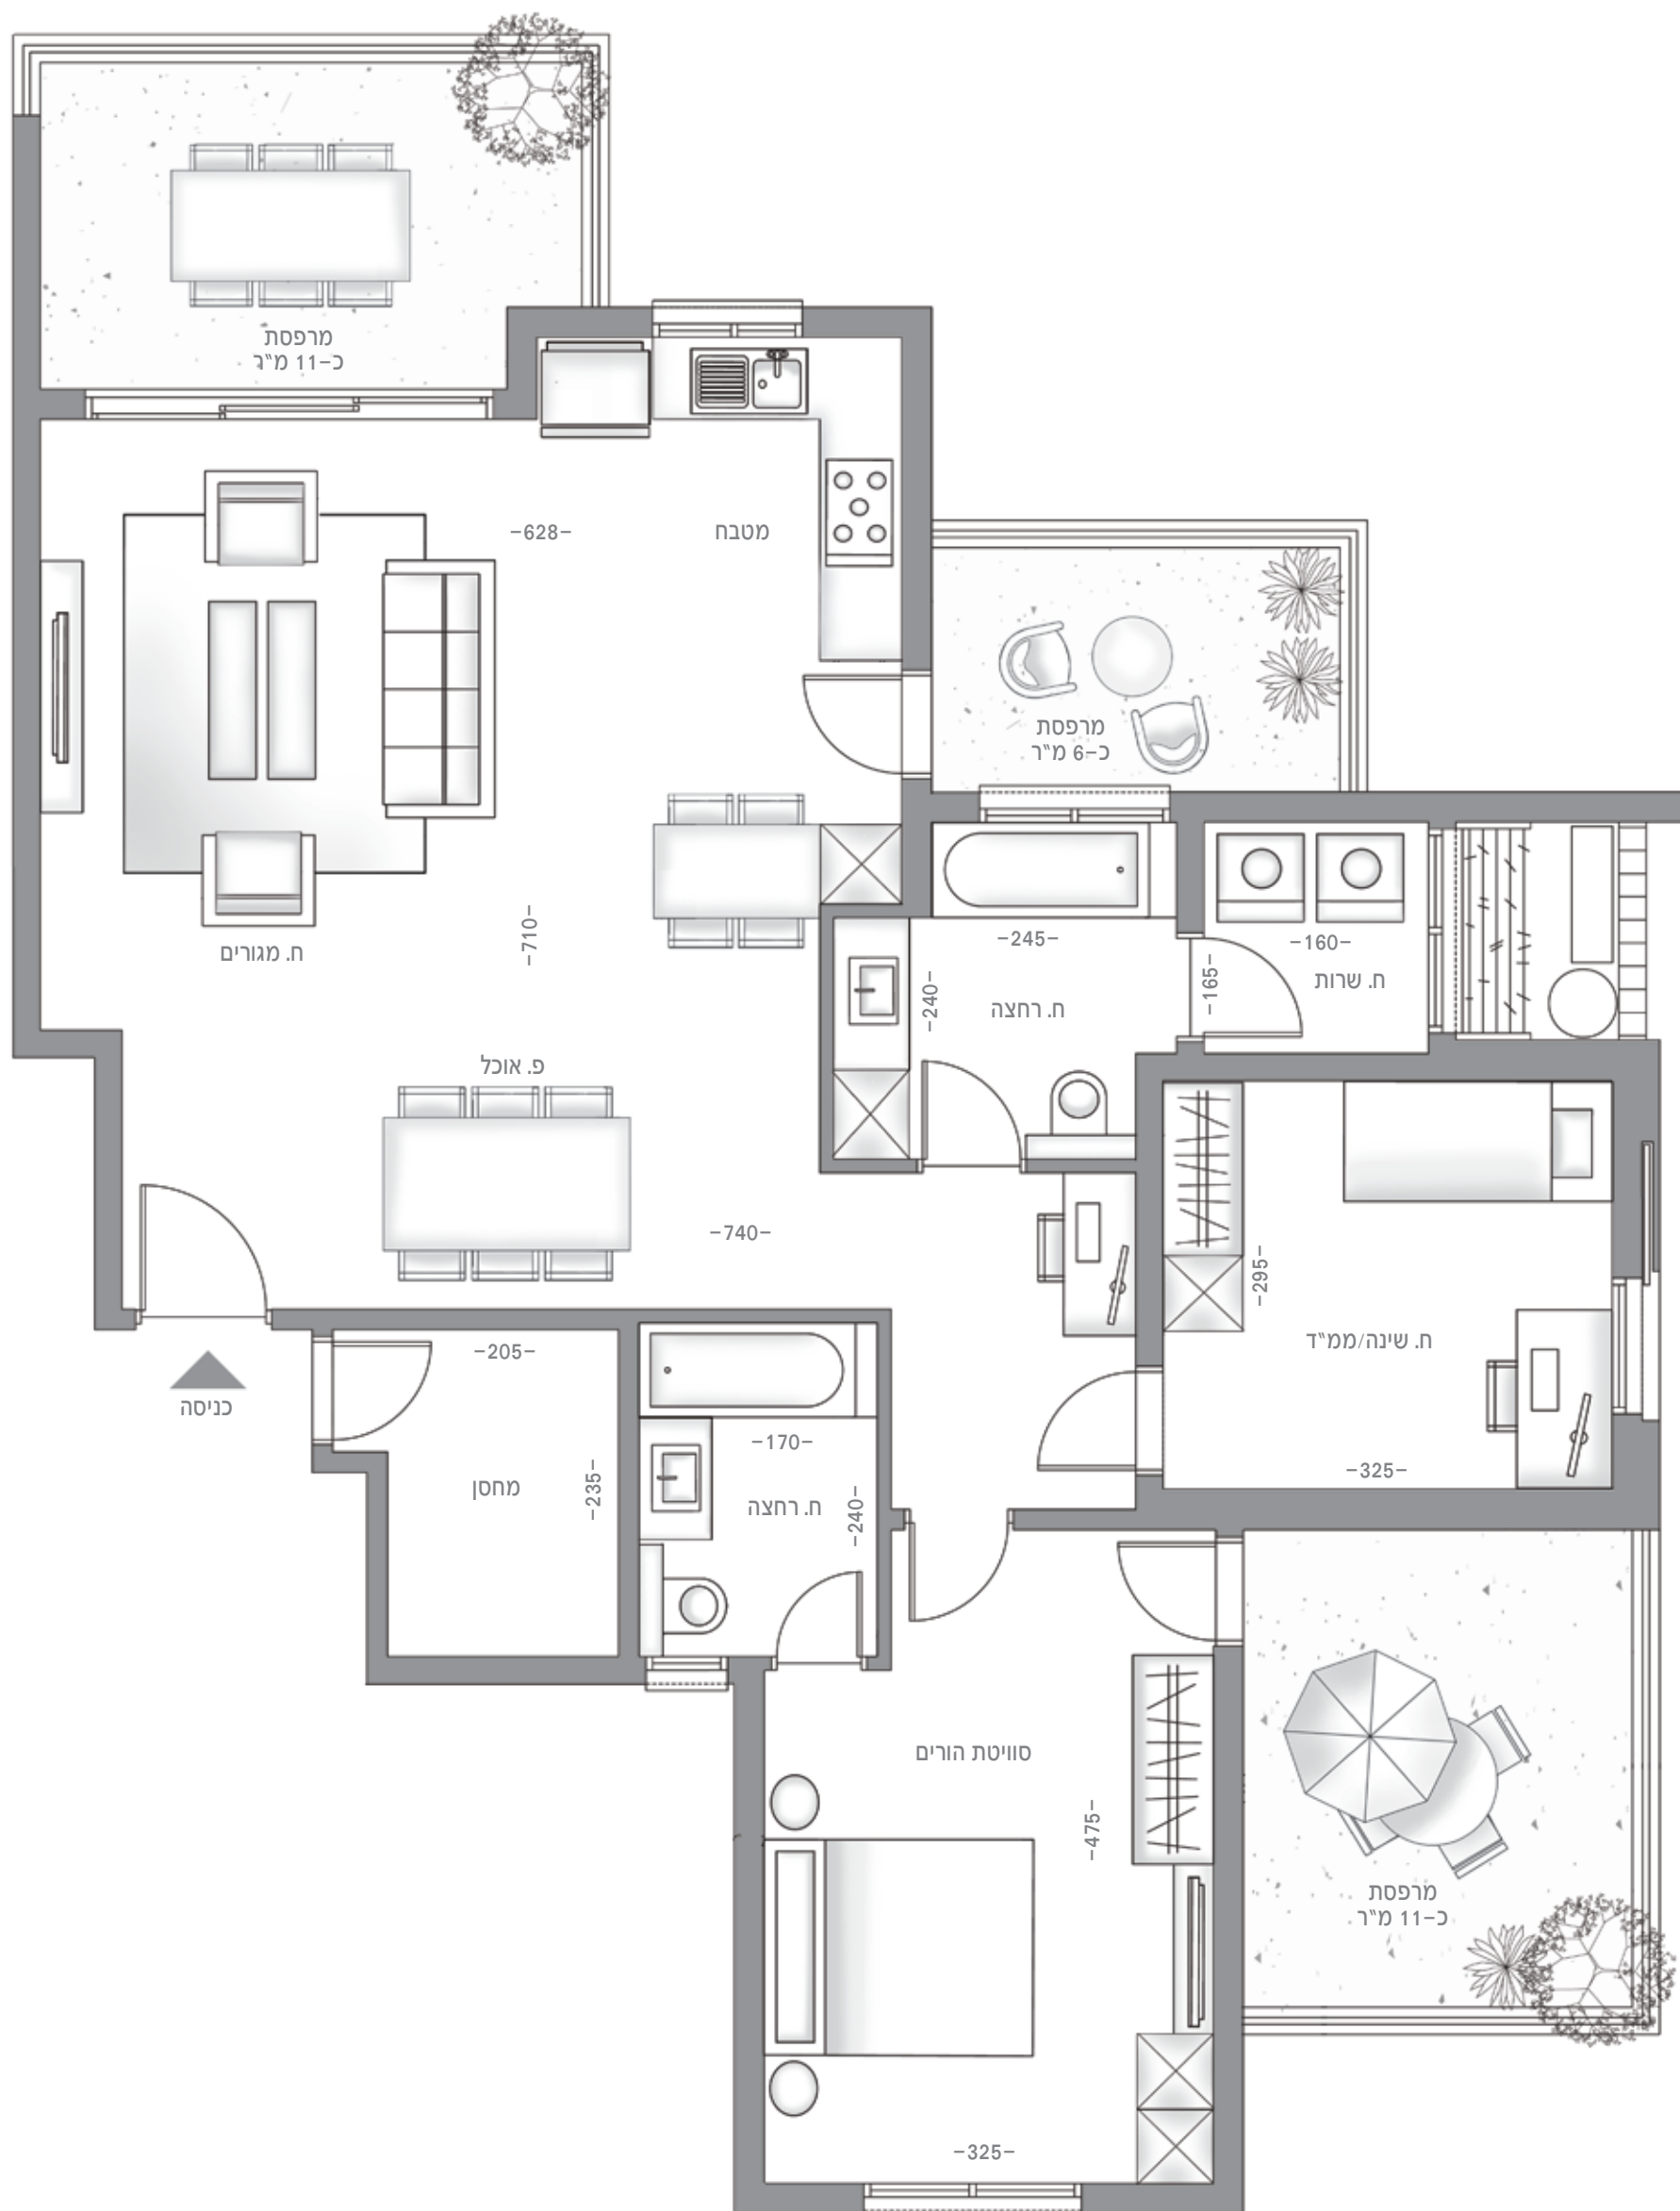 מרפסת
כ-11 מ"ר
-628-
מטבח
מרפסת
כ-6 מ"ר
-710-
ח. מגורים
-245-
-240-
ח. רחצה
-165-
-160-
ח. שרות
פ. אוכל
-740-
-295-
ח. שינה/ממ"ד
-325-
כניסה
-205-
מחסן
-235-
-170-
ח. רחצה
-240-
סוויטת הורים
-475-
מרפסת
כ-11 מ"ר
-325-